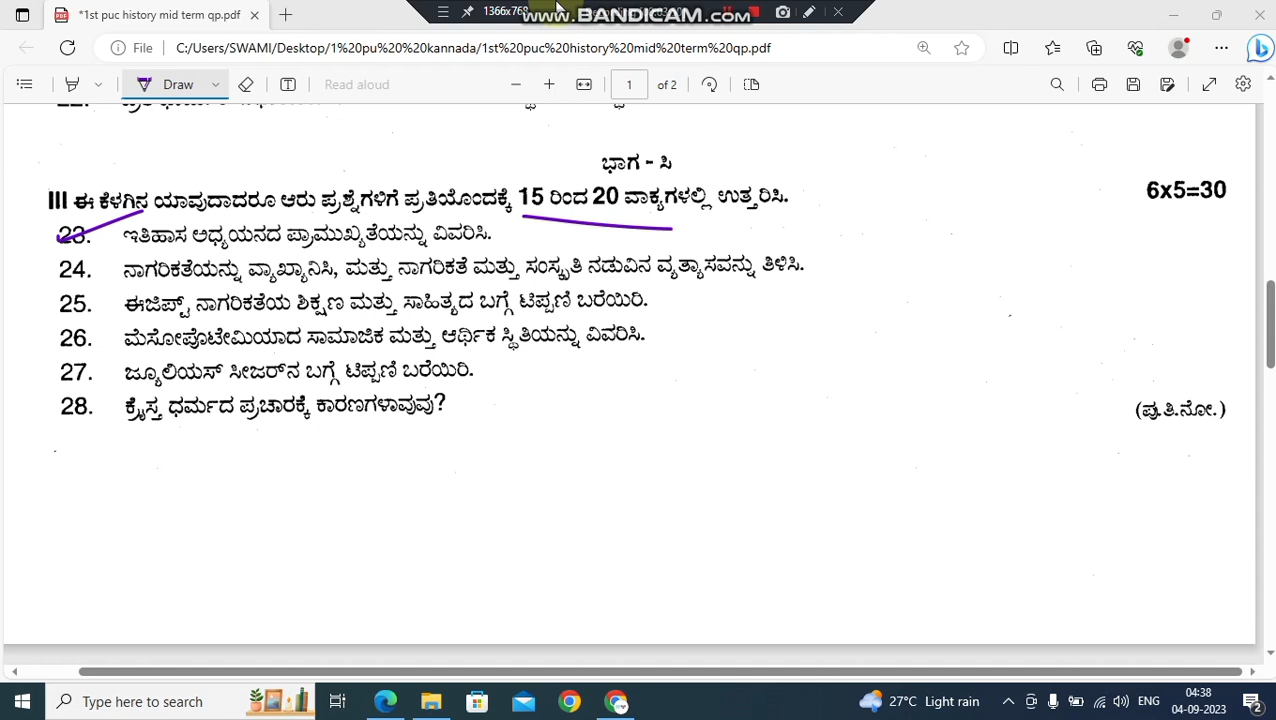 *1st puc history mid term qp.pdf
1366x768
www.BANDICAM.com
File C:/Users/SWAMI/Desktop/1%20pu%20%20kannada/1st%20puc%20history%20mid%20term%20qp.pdf
Draw Read aloud 1 of 2
ಭಾಗ - ಸಿ
III ಈ ಕೆಳಗಿನ ಯಾವುದಾದರೂ ಆರು ಪ್ರಶ್ನೆಗಳಿಗೆ ಪ್ರತಿಯೊಂದಕ್ಕೆ 15 ರಿಂದ 20 ವಾಕ್ಯಗಳಲ್ಲಿ ಉತ್ತರಿಸಿ. 6x5=30
23. ಇತಿಹಾಸ ಅಧ್ಯಯನದ ಪ್ರಾಮುಖ್ಯತೆಯನ್ನು ವಿವರಿಸಿ.
24. ನಾಗರಿಕತೆಯನ್ನು ವ್ಯಾಖ್ಯಾನಿಸಿ, ಮತ್ತು ನಾಗರಿಕತೆ ಮತ್ತು ಸಂಸ್ಕೃತಿ ನಡುವಿನ ವ್ಯತ್ಯಾಸವನ್ನು ತಿಳಿಸಿ.
25. ಈಜಿಪ್ಟ್ ನಾಗರಿಕತೆಯ ಶಿಕ್ಷಣ ಮತ್ತು ಸಾಹಿತ್ಯದ ಬಗ್ಗೆ ಟಿಪ್ಪಣಿ ಬರೆಯಿರಿ.
26. ಮೆಸೋಪೊಟೇಮಿಯಾದ ಸಾಮಾಜಿಕ ಮತ್ತು ಆರ್ಥಿಕ ಸ್ಥಿತಿಯನ್ನು ವಿವರಿಸಿ.
27. ಜ್ಯೂಲಿಯಸ್ ಸೀಜರ್‌ನ ಬಗ್ಗೆ ಟಿಪ್ಪಣಿ ಬರೆಯಿರಿ.
28. ಕ್ರೈಸ್ತ ಧರ್ಮದ ಪ್ರಚಾರಕ್ಕೆ ಕಾರಣಗಳಾವುವು?
(ಪು.ತಿ.ನೋ.)
Type here to search 27°C Light rain ENG 04:38
04-09-2023 2